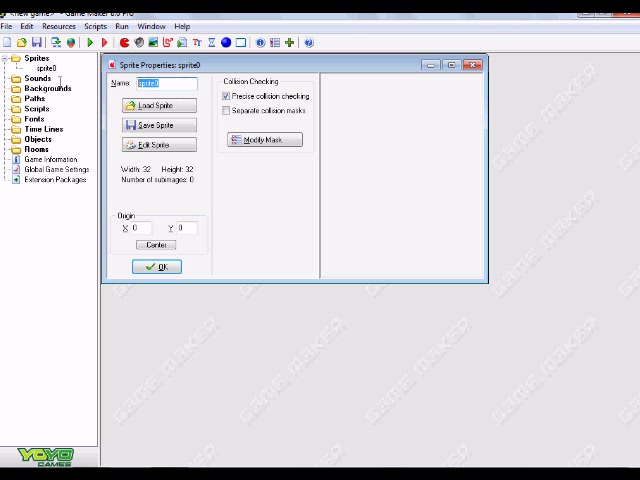 <new game> - Game Maker 8.0 Pro
File Edit Resources Scripts Run Window Help
Sprites
sprite0
Sounds
Backgrounds
Paths
Scripts
Fonts
Time Lines
Objects
Rooms
Game Information
Global Game Settings
Extension Packages
Sprite Properties: sprite0
Name: sprite0
Load Sprite
Save Sprite
Edit Sprite
Width: 32 Height: 32
Number of subimages: 0
Origin
X 0 Y 0
Center
OK
Collision Checking
Precise collision checking
Separate collision masks
Modify Mask
GAME MAKER
YOYO
GAMES